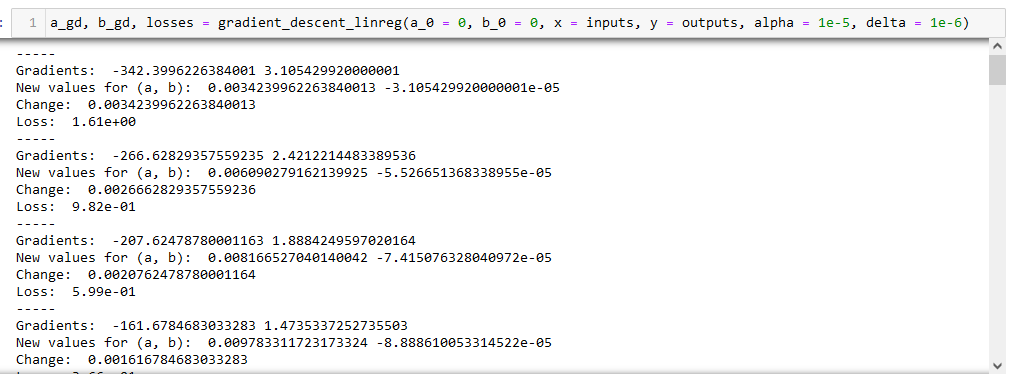 1 a_gd, b_gd, losses = gradient_descent_linreg(a_0 = 0, b_0 = 0, x = inputs, y = outputs, alpha = 1e-5, delta = 1e-6)
-----
Gradients:  -342.3996226384001 3.105429920000001
New values for (a, b):  0.0034239962263840013 -3.105429920000001e-05
Change:  0.0034239962263840013
Loss:  1.61e+00
-----
Gradients:  -266.62829357559235 2.4212214483389536
New values for (a, b):  0.006090279162139925 -5.526651368338955e-05
Change:  0.0026662829357559236
Loss:  9.82e-01
-----
Gradients:  -207.62478780001163 1.8884249597020164
New values for (a, b):  0.008166527040140042 -7.415076328040972e-05
Change:  0.0020762478780001164
Loss:  5.99e-01
-----
Gradients:  -161.6784683033283 1.4735337252735503
New values for (a, b):  0.009783311723173324 -8.888610053314522e-05
Change:  0.001616784683033283